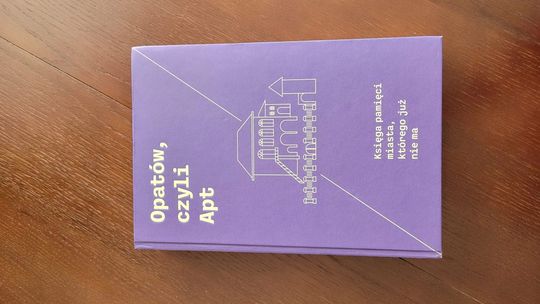 Opatów,
czyli
Apt
Księga pamięci
miasta,
którego już
nie ma